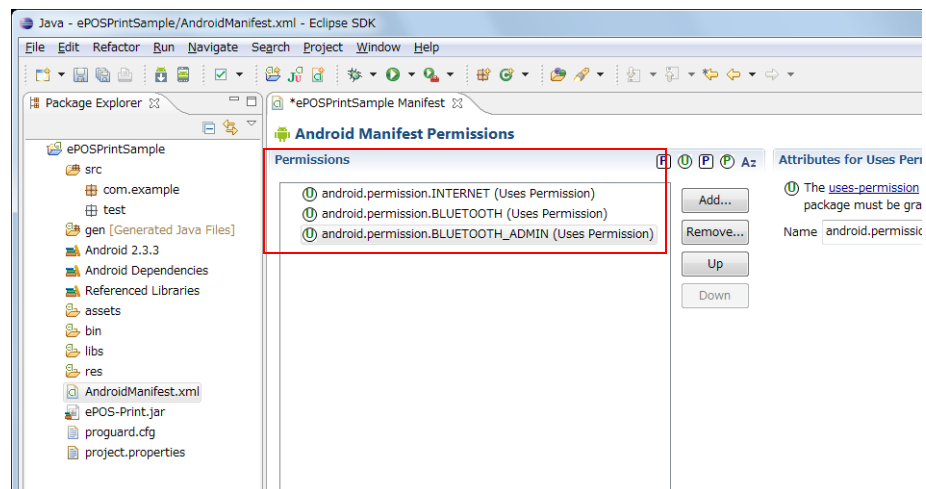 Java - ePOSPrintSample/AndroidManifest.xml - Eclipse SDK
File Edit Refactor Run Navigate Search Project Window Help
Package Explorer
ePOSPrintSample
src
com.example
test
gen [Generated Java Files]
Android 2.3.3
Android Dependencies
Referenced Libraries
assets
bin
libs
res
AndroidManifest.xml
ePOS-Print.jar
proguard.cfg
project.properties
*ePOSPrintSample Manifest
Android Manifest Permissions
Permissions
P U P P Az
U android.permission.INTERNET (Uses Permission)
U android.permission.BLUETOOTH (Uses Permission)
U android.permission.BLUETOOTH_ADMIN (Uses Permission)
Add...
Remove...
Up
Down
Attributes for Uses Per
U The uses-permission
package must be gra
Name android.permissic